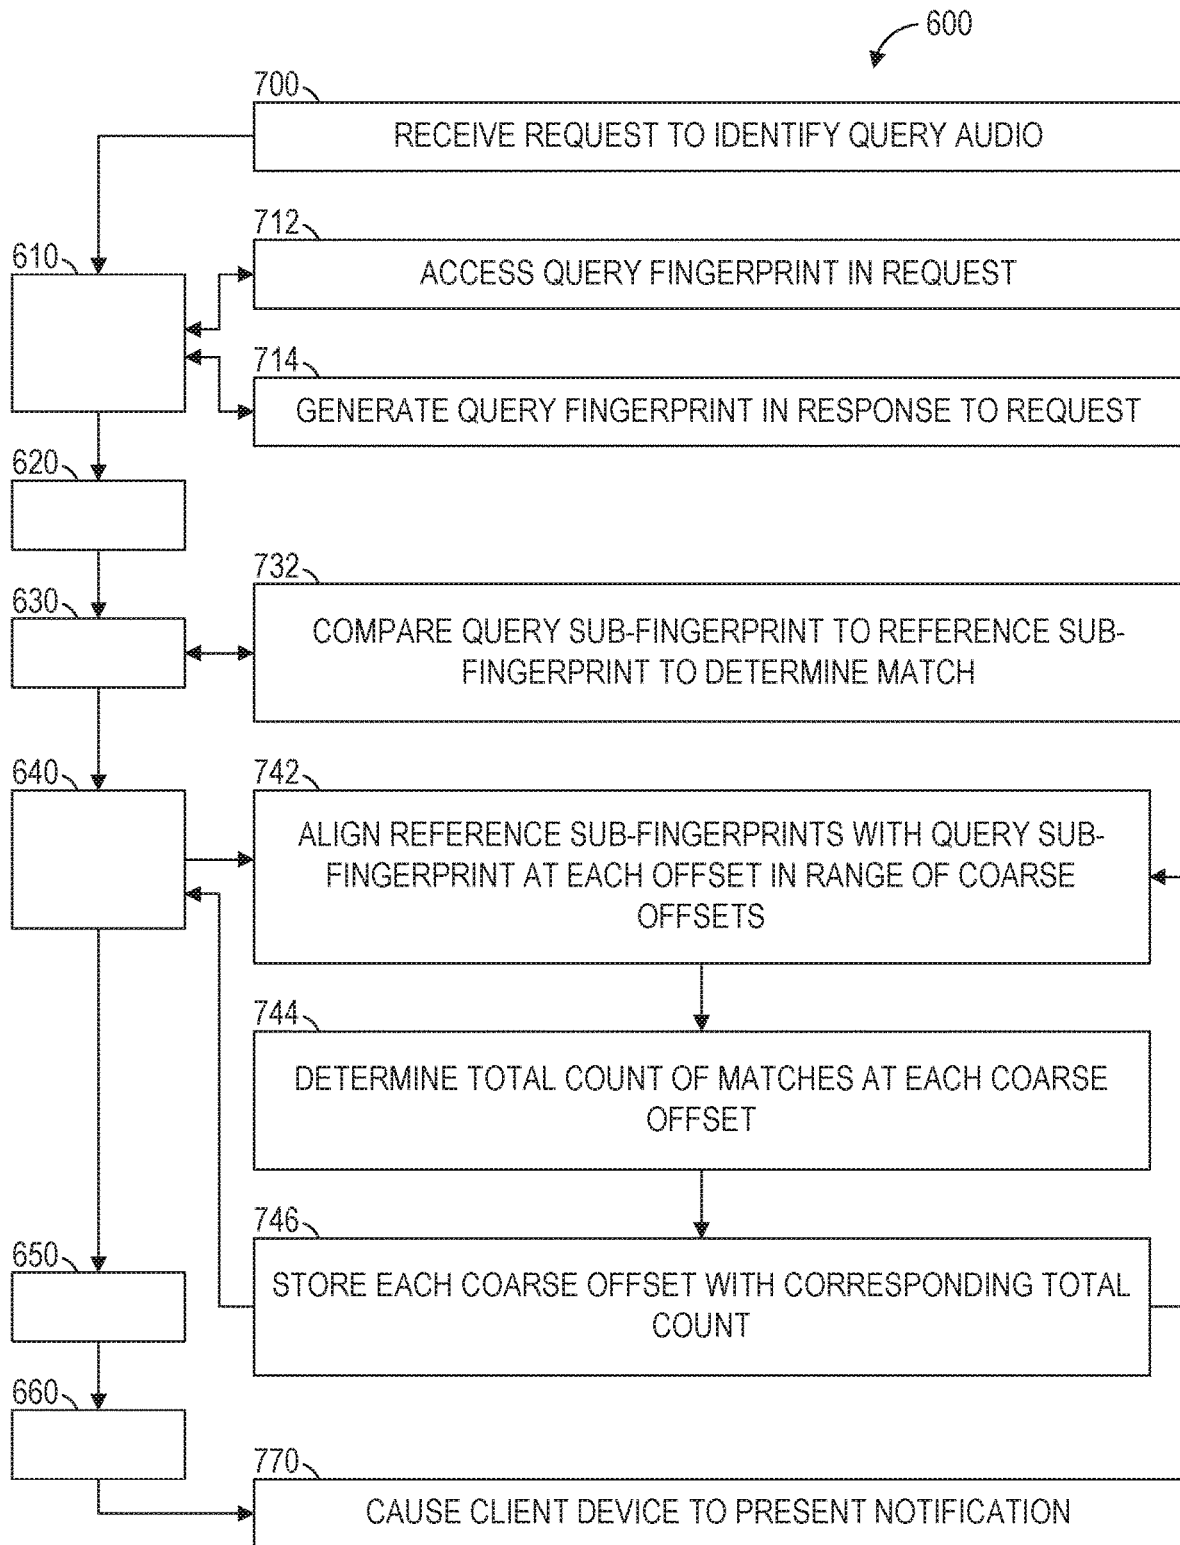 600
700
RECEIVE REQUEST TO IDENTIFY QUERY AUDIO
712
610
ACCESS QUERY FINGERPRINT IN REQUEST
714
GENERATE QUERY FINGERPRINT IN RESPONSE TO REQUEST
620
732
630
COMPARE QUERY SUB-FINGERPRINT TO REFERENCE SUB-
FINGERPRINT TO DETERMINE MATCH
640
742
ALIGN REFERENCE SUB-FINGERPRINTS WITH QUERY SUB-
FINGERPRINT AT EACH OFFSET IN RANGE OF COARSE
OFFSETS
744
DETERMINE TOTAL COUNT OF MATCHES AT EACH COARSE
OFFSET
746
650
STORE EACH COARSE OFFSET WITH CORRESPONDING TOTAL
COUNT
660
770
CAUSE CLIENT DEVICE TO PRESENT NOTIFICATION